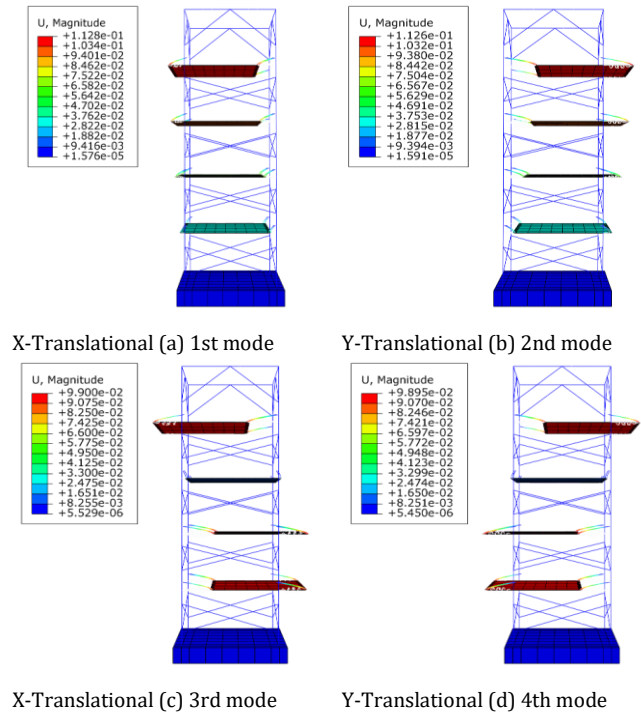 U, Magnitude
+1.128e-01
+1.034e-01
+9.401e-02
+8.462e-02
+7.522e-02
+6.582e-02
+5.642e-02
+4.702e-02
+3.762e-02
+2.822e-02
+1.882e-02
+9.416e-03
+1.576e-05
U, Magnitude
+1.126e-01
+1.032e-01
+9.380e-02
+8.442e-02
+7.504e-02
+6.567e-02
+5.629e-02
+4.691e-02
+3.753e-02
+2.815e-02
+1.877e-02
+9.394e-03
+1.591e-05
X-Translational (a) 1st mode
Y-Translational (b) 2nd mode
U, Magnitude
+9.900e-02
+9.075e-02
+8.250e-02
+7.425e-02
+6.600e-02
+5.775e-02
+4.950e-02
+4.125e-02
+3.300e-02
+2.475e-02
+1.651e-02
+8.255e-03
+5.529e-06
U, Magnitude
+9.895e-02
+9.070e-02
+8.246e-02
+7.421e-02
+6.597e-02
+5.772e-02
+4.948e-02
+4.123e-02
+3.299e-02
+2.474e-02
+1.650e-02
+8.251e-03
+5.450e-06
X-Translational (c) 3rd mode
Y-Translational (d) 4th mode